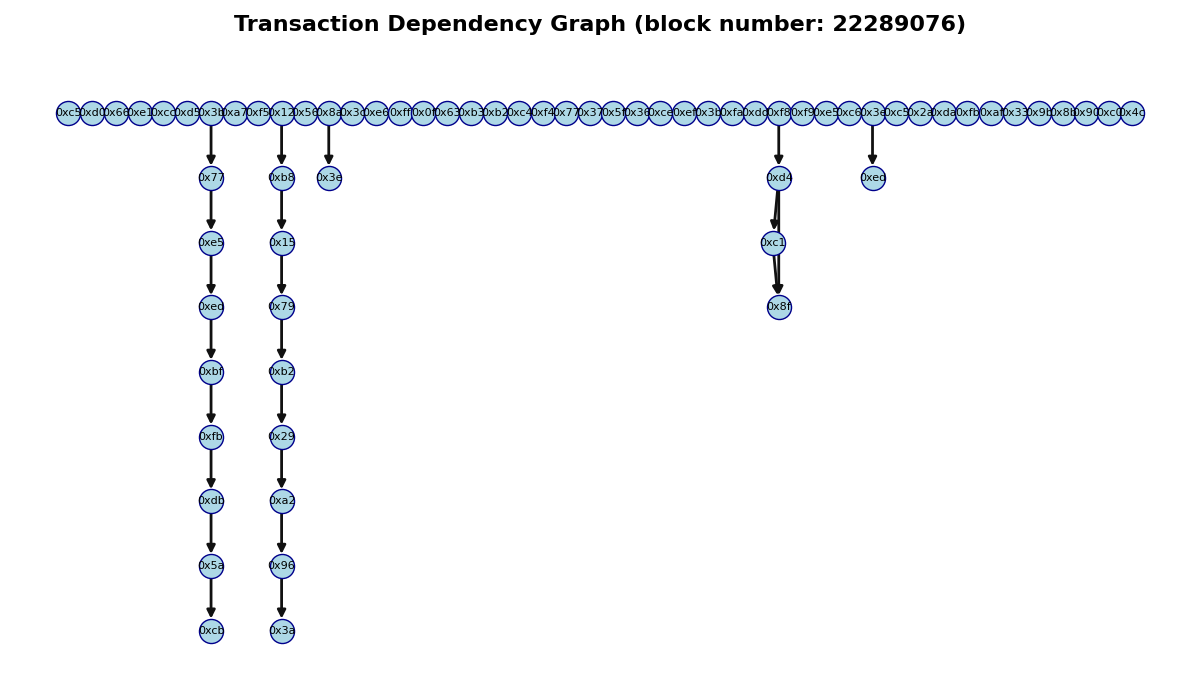 Transaction Dependency Graph (block number: 22289076)
0xc5 0xd0 0x66 0xe1 0xcc 0xd5 0x3b 0xa7 0xf5 0x12 0x56 0x8a 0x3c 0xe6 0xff 0x0f 0x63 0xb3 0xb2 0xc4 0xf4 0x77 0x37 0x5f 0x36 0xce 0xef 0x3b 0xfa 0xdc 0xf8 0xf9 0xe5 0xc6 0x3e 0xc5 0x2a 0xda 0xfb 0xaf 0x33 0x9b 0x8b 0x90 0xc0 0x4c
0x77 0xb8 0x3e 0xd4 0xed
0xe5 0x15 0xc1
0xed 0x79 0x8f
0xbf 0xb2
0xfb 0x29
0xdb 0xa2
0x5a 0x96
0xcb 0x3a